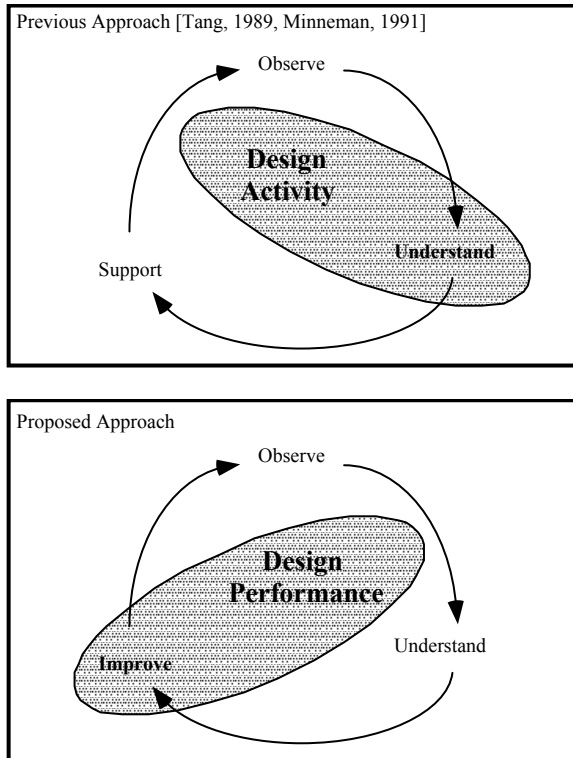 Previous Approach [Tang, 1989, Minneman, 1991]
Observe
Design
Activity
Understand
Support
Proposed Approach
Observe
Design
Performance
Understand
Improve